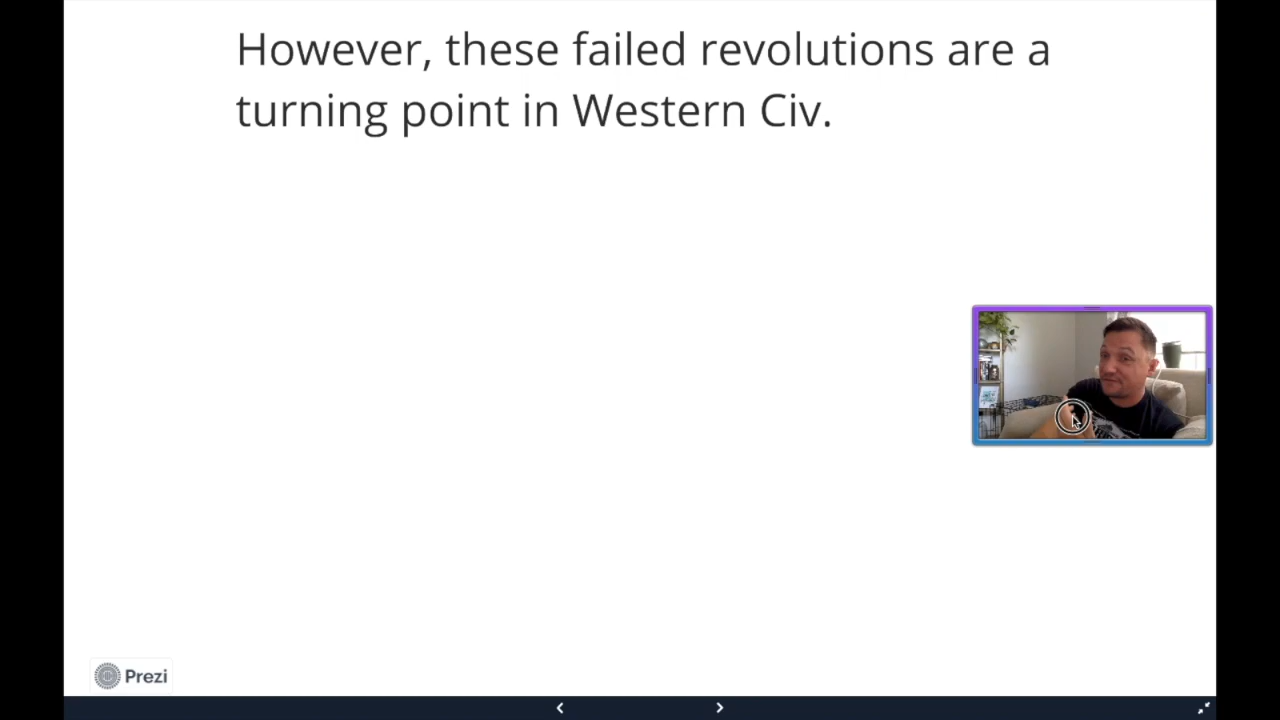 However, these failed revolutions are a
turning point in Western Civ.
Prezi